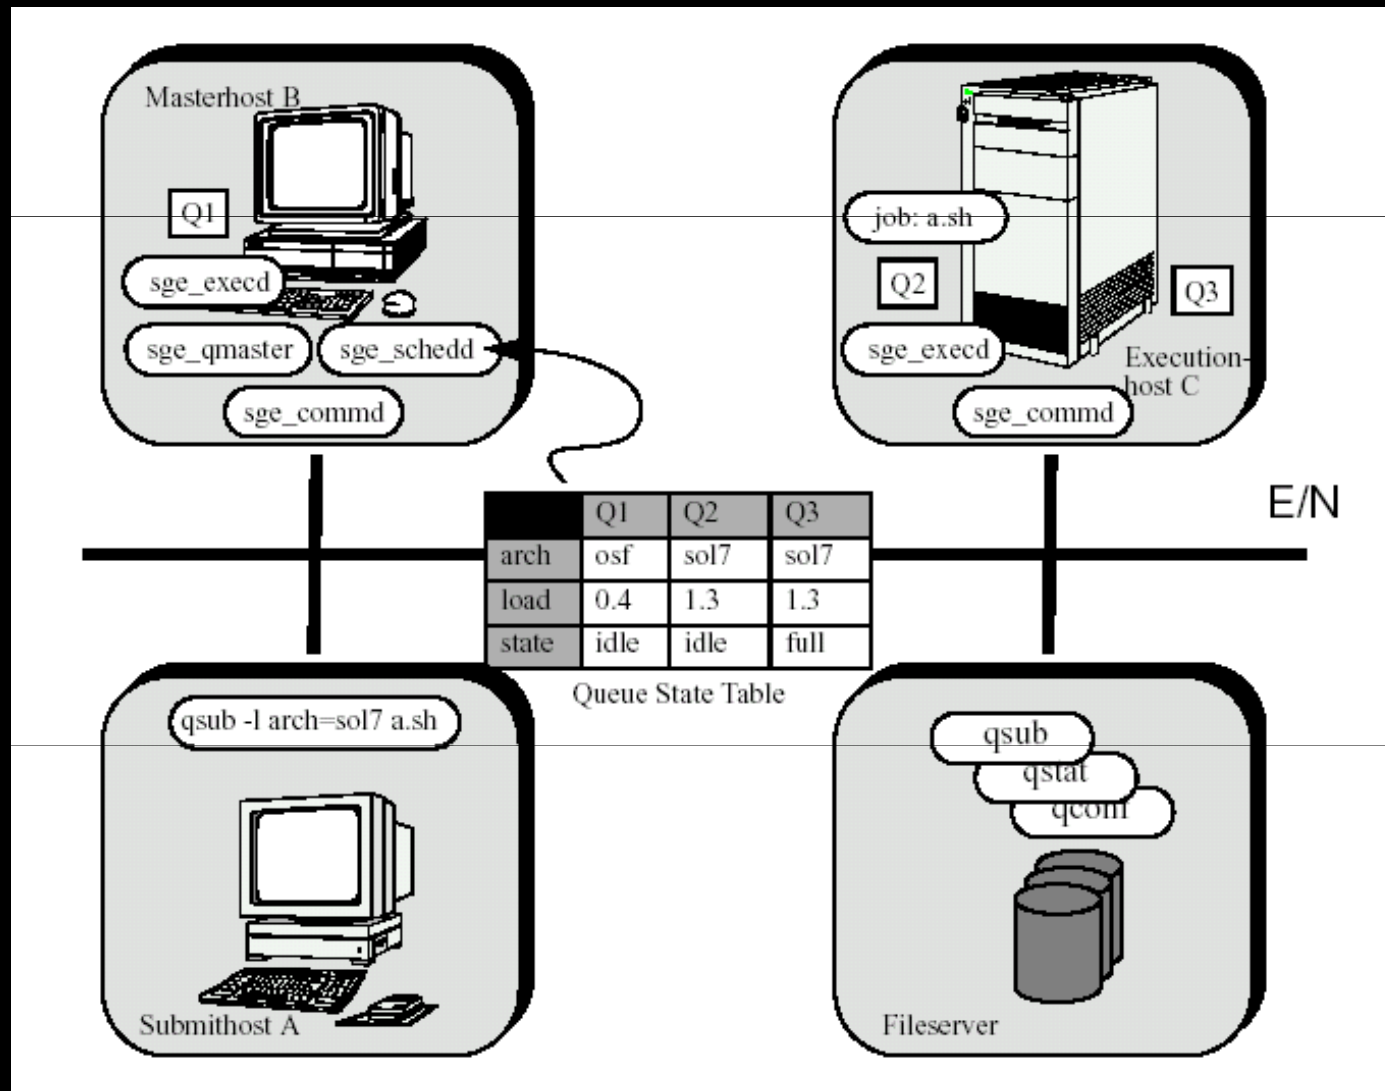 Masterhost B
Q1
sge_execd
sge_qmaster
sge_schedd
sge_commd
job: a.sh
Q2
Q3
sge_execd
Execution-
host C
sge_commd
E/N
Q1 Q2 Q3
arch osf sol7 sol7
load 0.4 1.3 1.3
state idle idle full
Queue State Table
qsub -l arch=sol7 a.sh
Submithost A
qsub
qstat
qconf
Fileserver